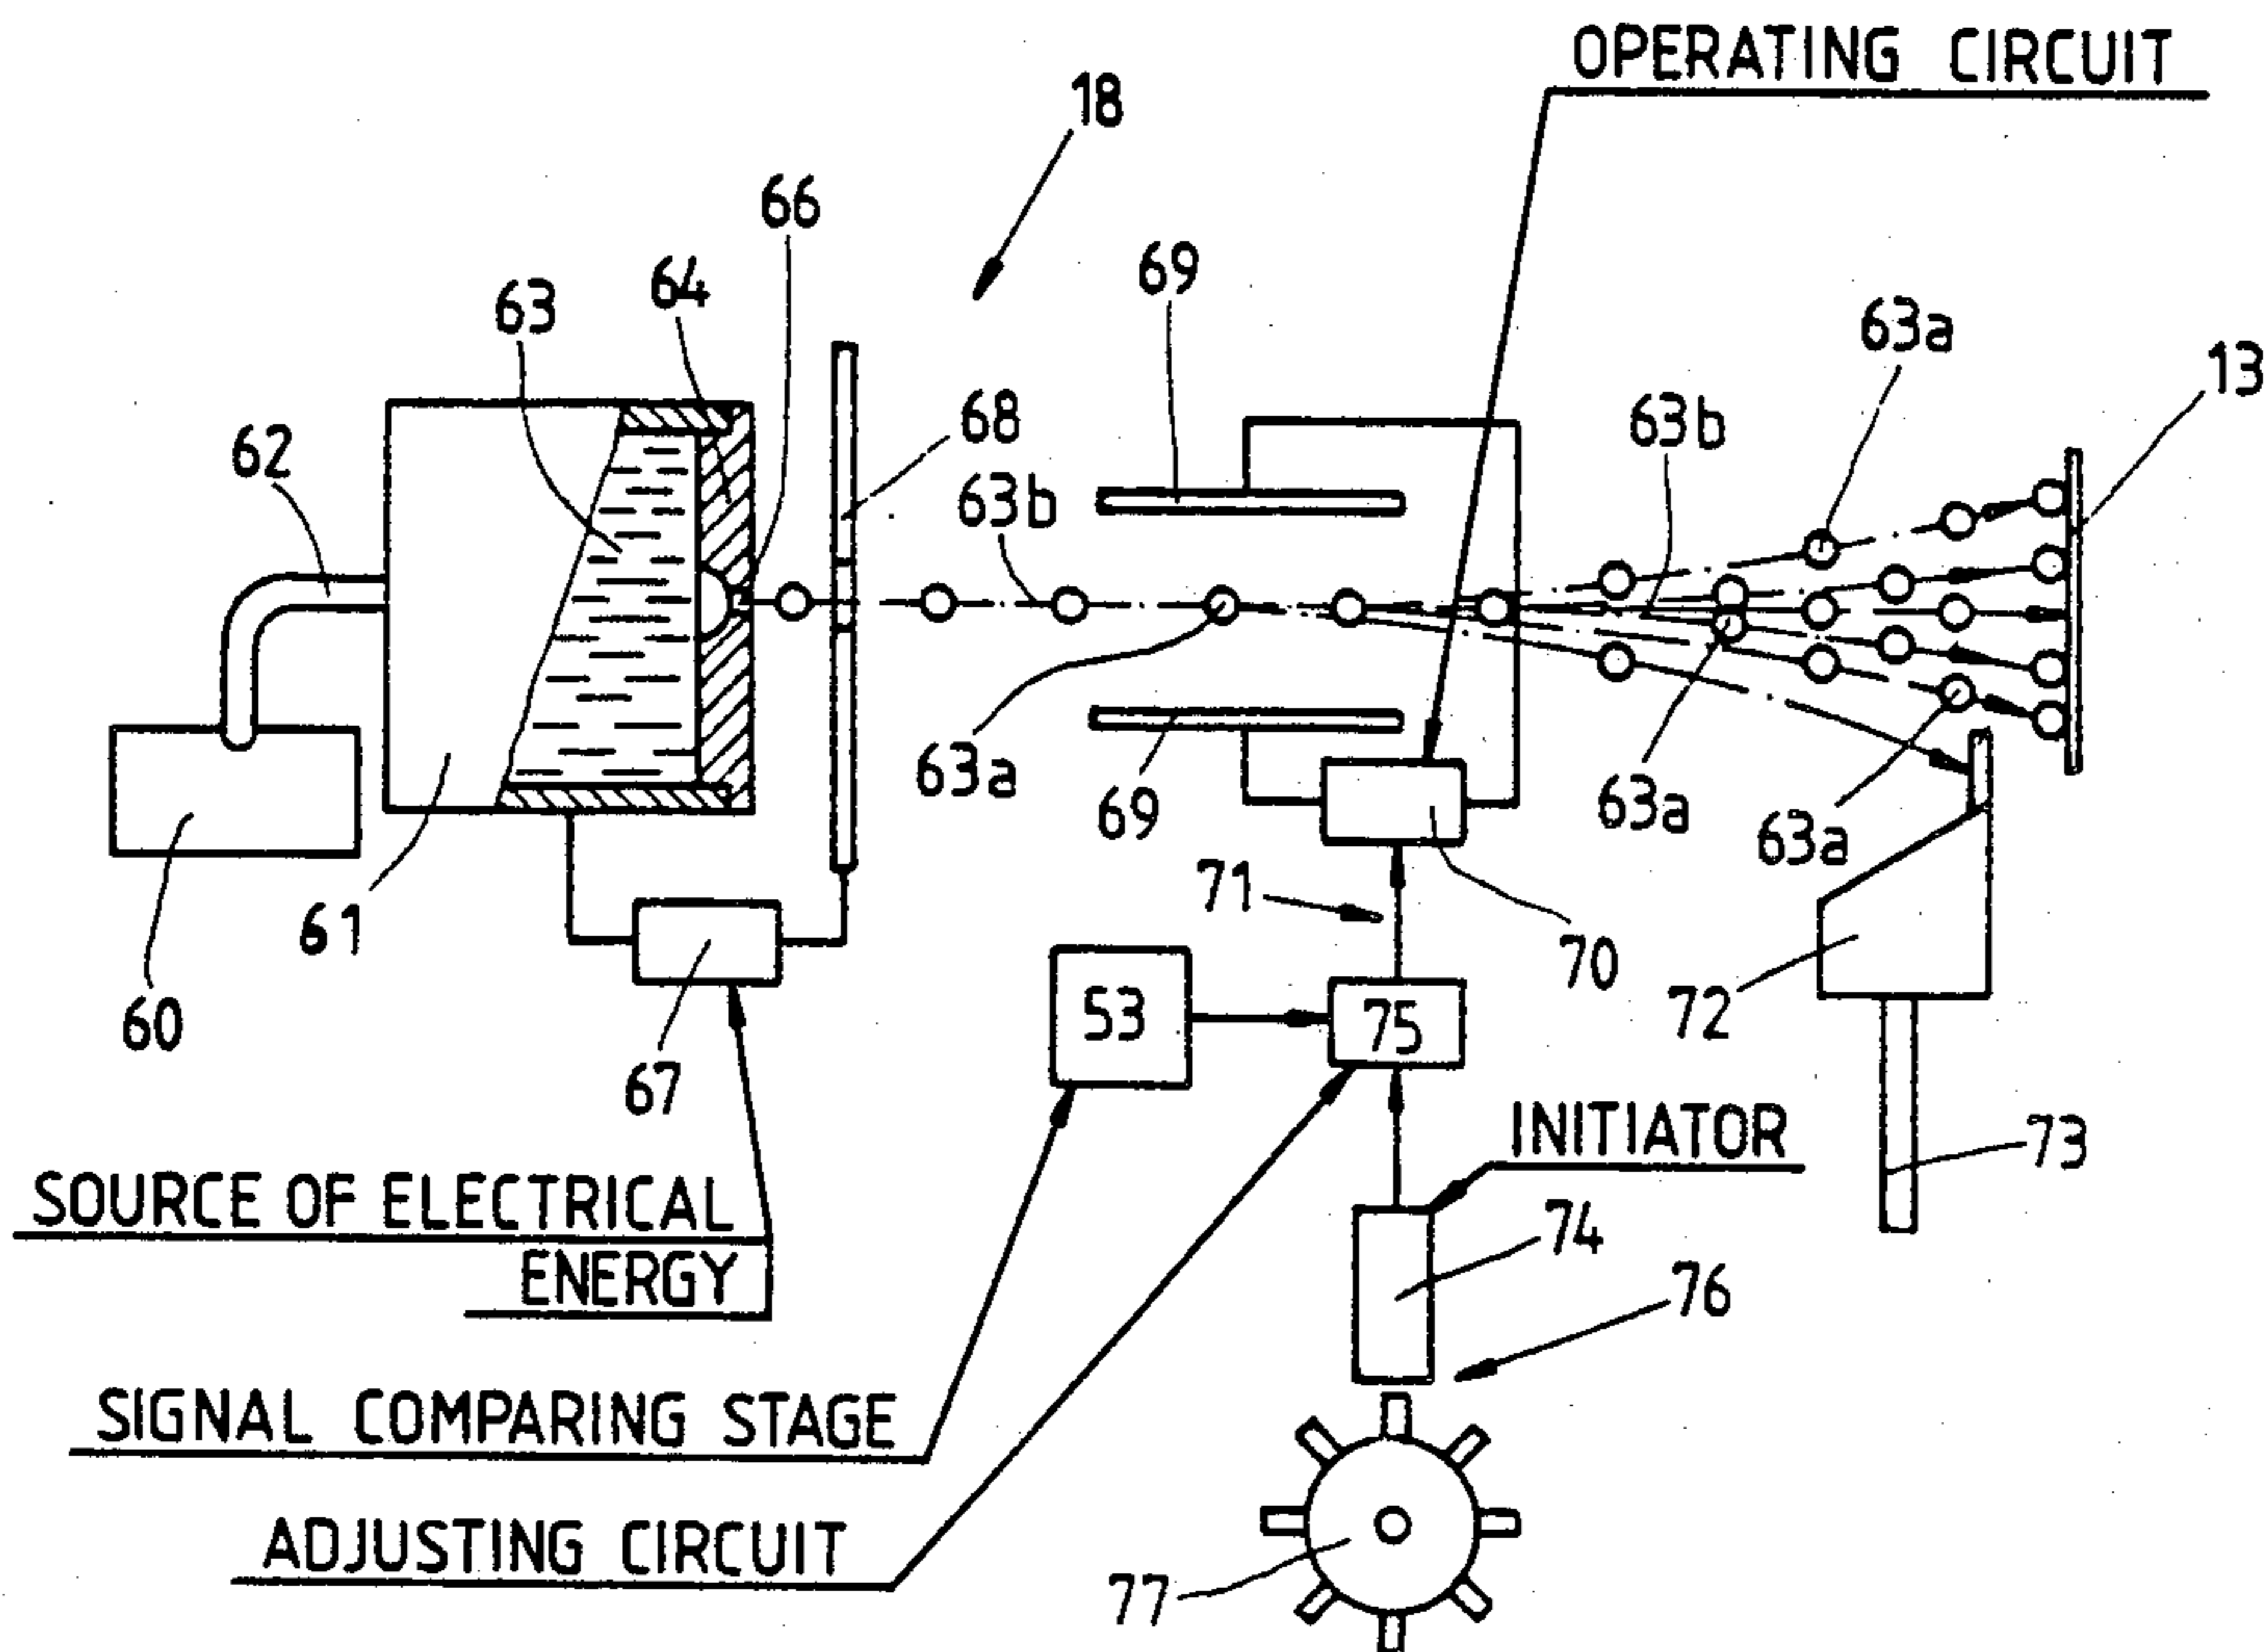 OPERATING CIRCUIT
18
66
69
64
63
63a
13
63b
68
62
63b
63a
69
63a
63a
71
61
70
72
60
53
75
67
INITIATOR
73
SOURCE OF ELECTRICAL
ENERGY
74
76
SIGNAL COMPARING STAGE
ADJUSTING CIRCUIT
77